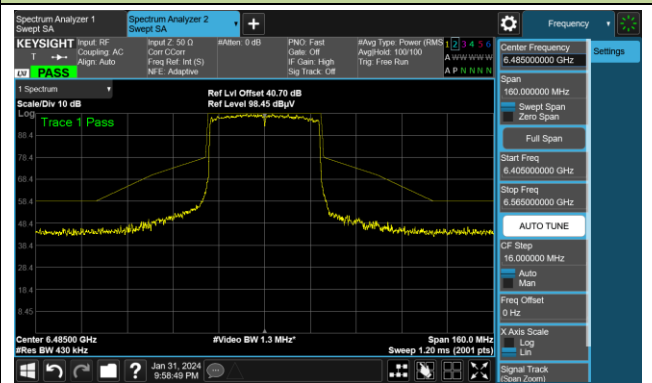 Spectrum Analyzer 1
Swept SA
Spectrum Analyzer 2
Swept SA
+
Frequency
KEYSIGHT
T
LXI
PASS
Input: RF
Coupling: AC
Align: Auto
Input Z: 50 Ω
Corr CCorr
Freq Ref: Int (S)
NFE: Adaptive
#Atten: 0 dB
PNO: Fast
Gate: Off
IF Gain: High
Sig Track: Off
#Avg Type: Power (RMS
Avg|Hold: 100/100
Trig: Free Run
1 2 3 4 5 6
A W W W W W
A P N N N N
Center Frequency
6.485000000 GHz
Settings
Span
160.000000 MHz
Swept Span
Zero Span
Full Span
Start Freq
6.405000000 GHz
Stop Freq
6.565000000 GHz
AUTO TUNE
CF Step
16.000000 MHz
Auto
Man
Freq Offset
0 Hz
X Axis Scale
Log
Lin
Signal Track
(Span Zoom)
1 Spectrum
Scale/Div 10 dB
Ref Lvl Offset 40.70 dB
Ref Level 98.45 dBµV
Log
Trace 1 Pass
88.4
78.4
68.4
58.4
48.4
38.4
28.4
18.4
8.45
Center 6.48500 GHz
#Res BW 430 kHz
#Video BW 1.3 MHz*
Span 160.0 MHz
Sweep 1.20 ms (2001 pts)
?
Jan 31, 2024
9:58:49 PM